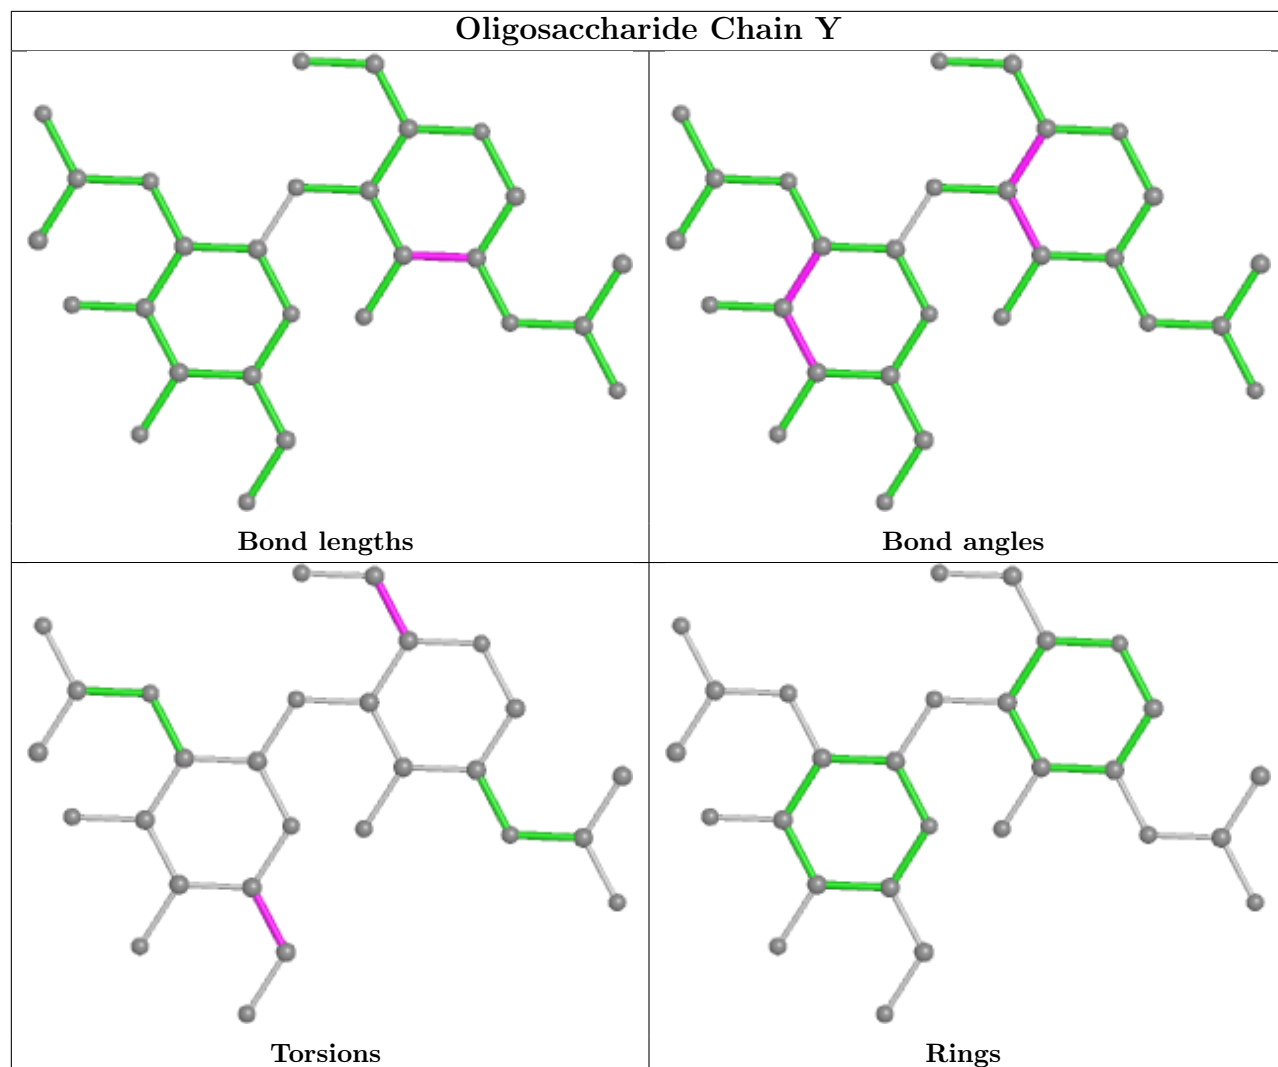 Oligosaccharide Chain Y
Bond lengths
Bond angles
Torsions
Rings